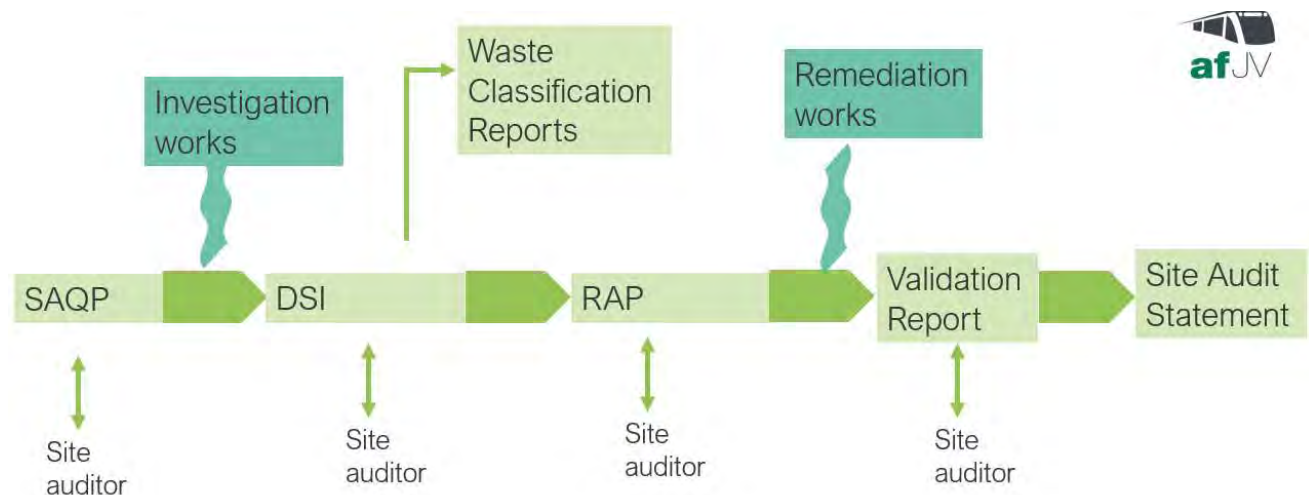 afJV
Waste
Classification
Reports
Investigation
works
Remediation
works
SAQP
DSI
RAP
Validation
Report
Site Audit
Statement
Site
auditor
Site
auditor
Site
auditor
Site
auditor